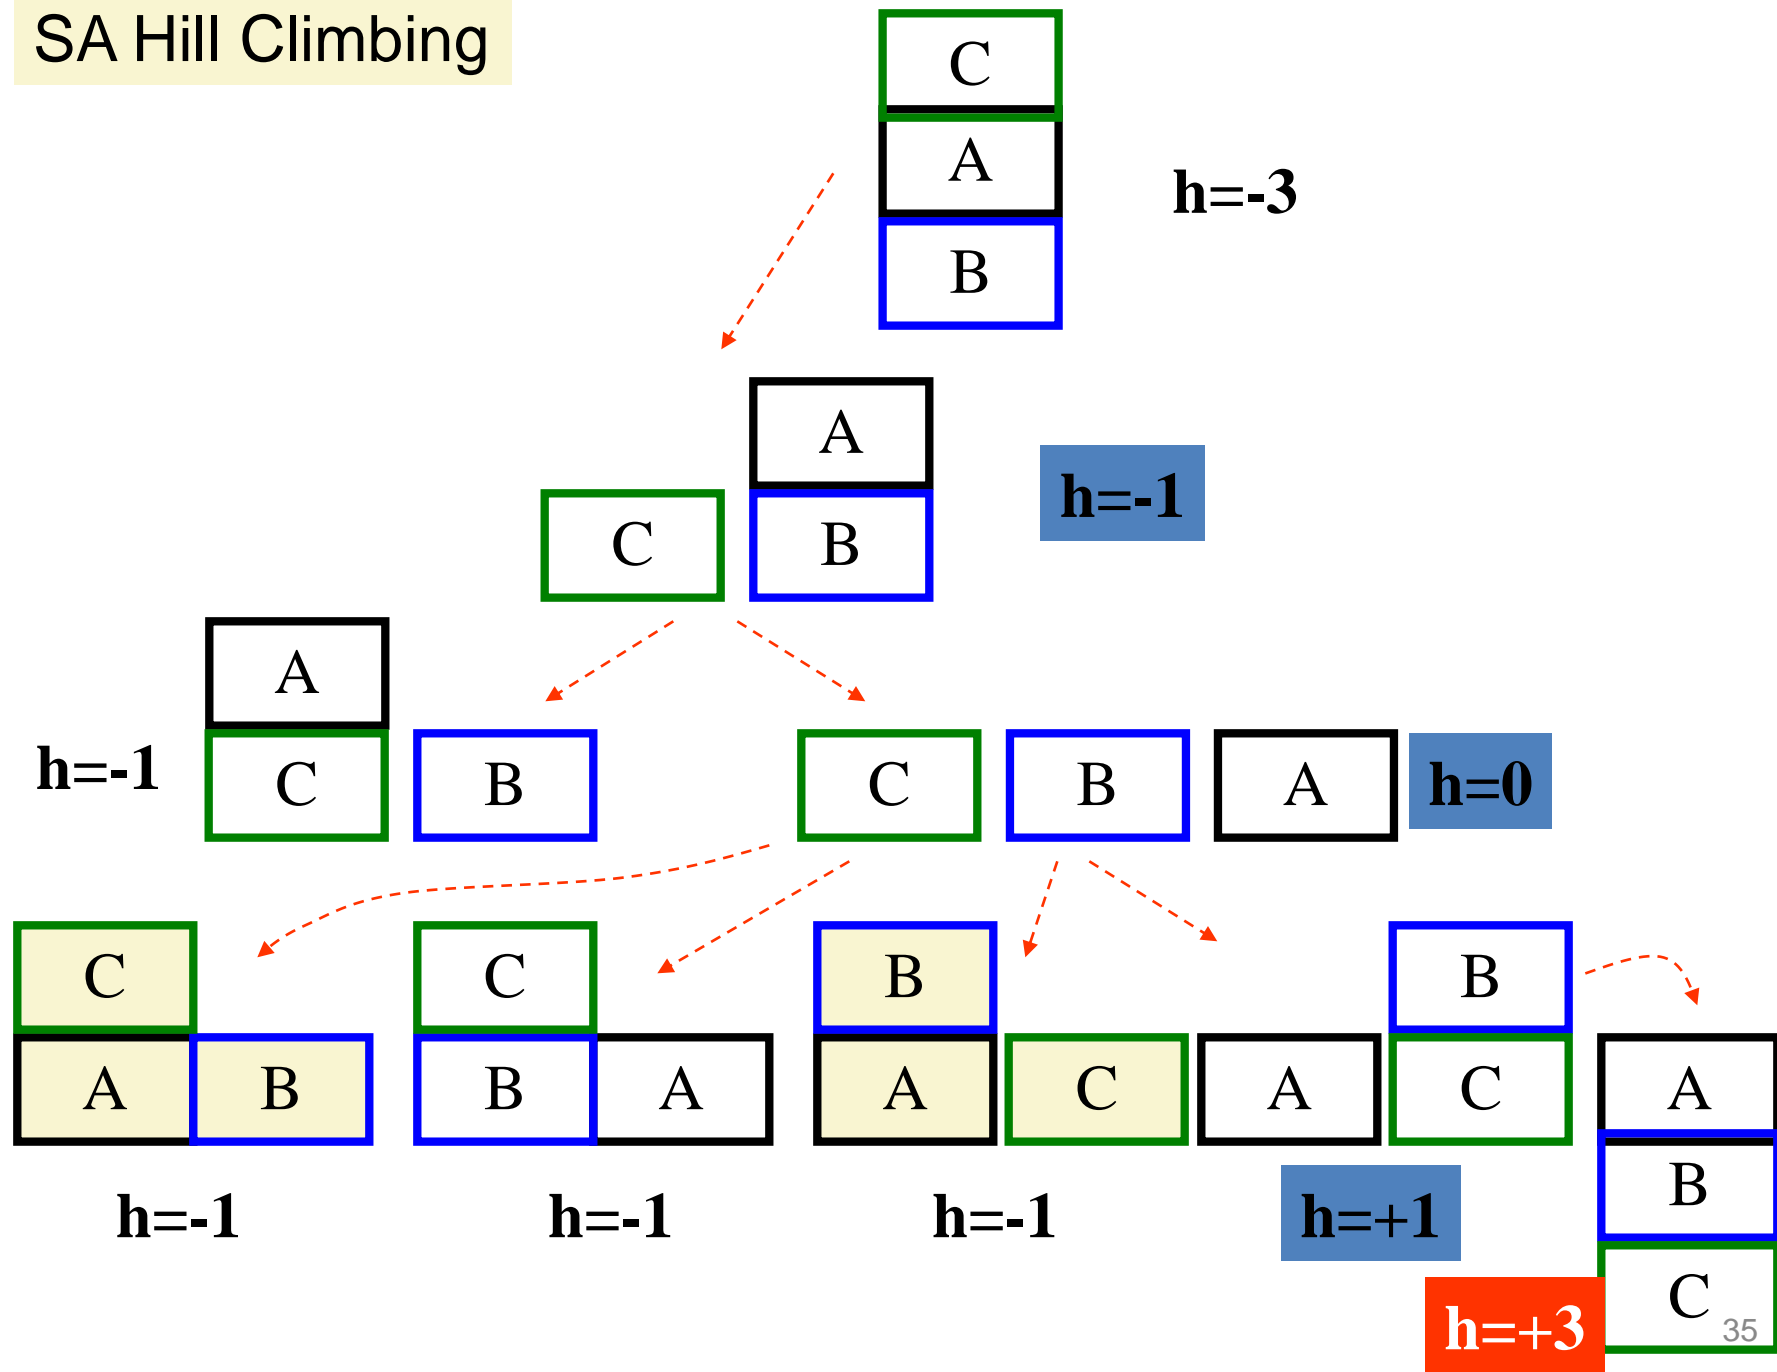 SA Hill Climbing
C
A
h=-3
B
A
h=-1
C B
A
h=-1
C B
C B A
h=0
C
A B
C
B A
B
A C
B
A C
A
B
C
h=-1
h=-1
h=-1
h=+1
h=+3
35